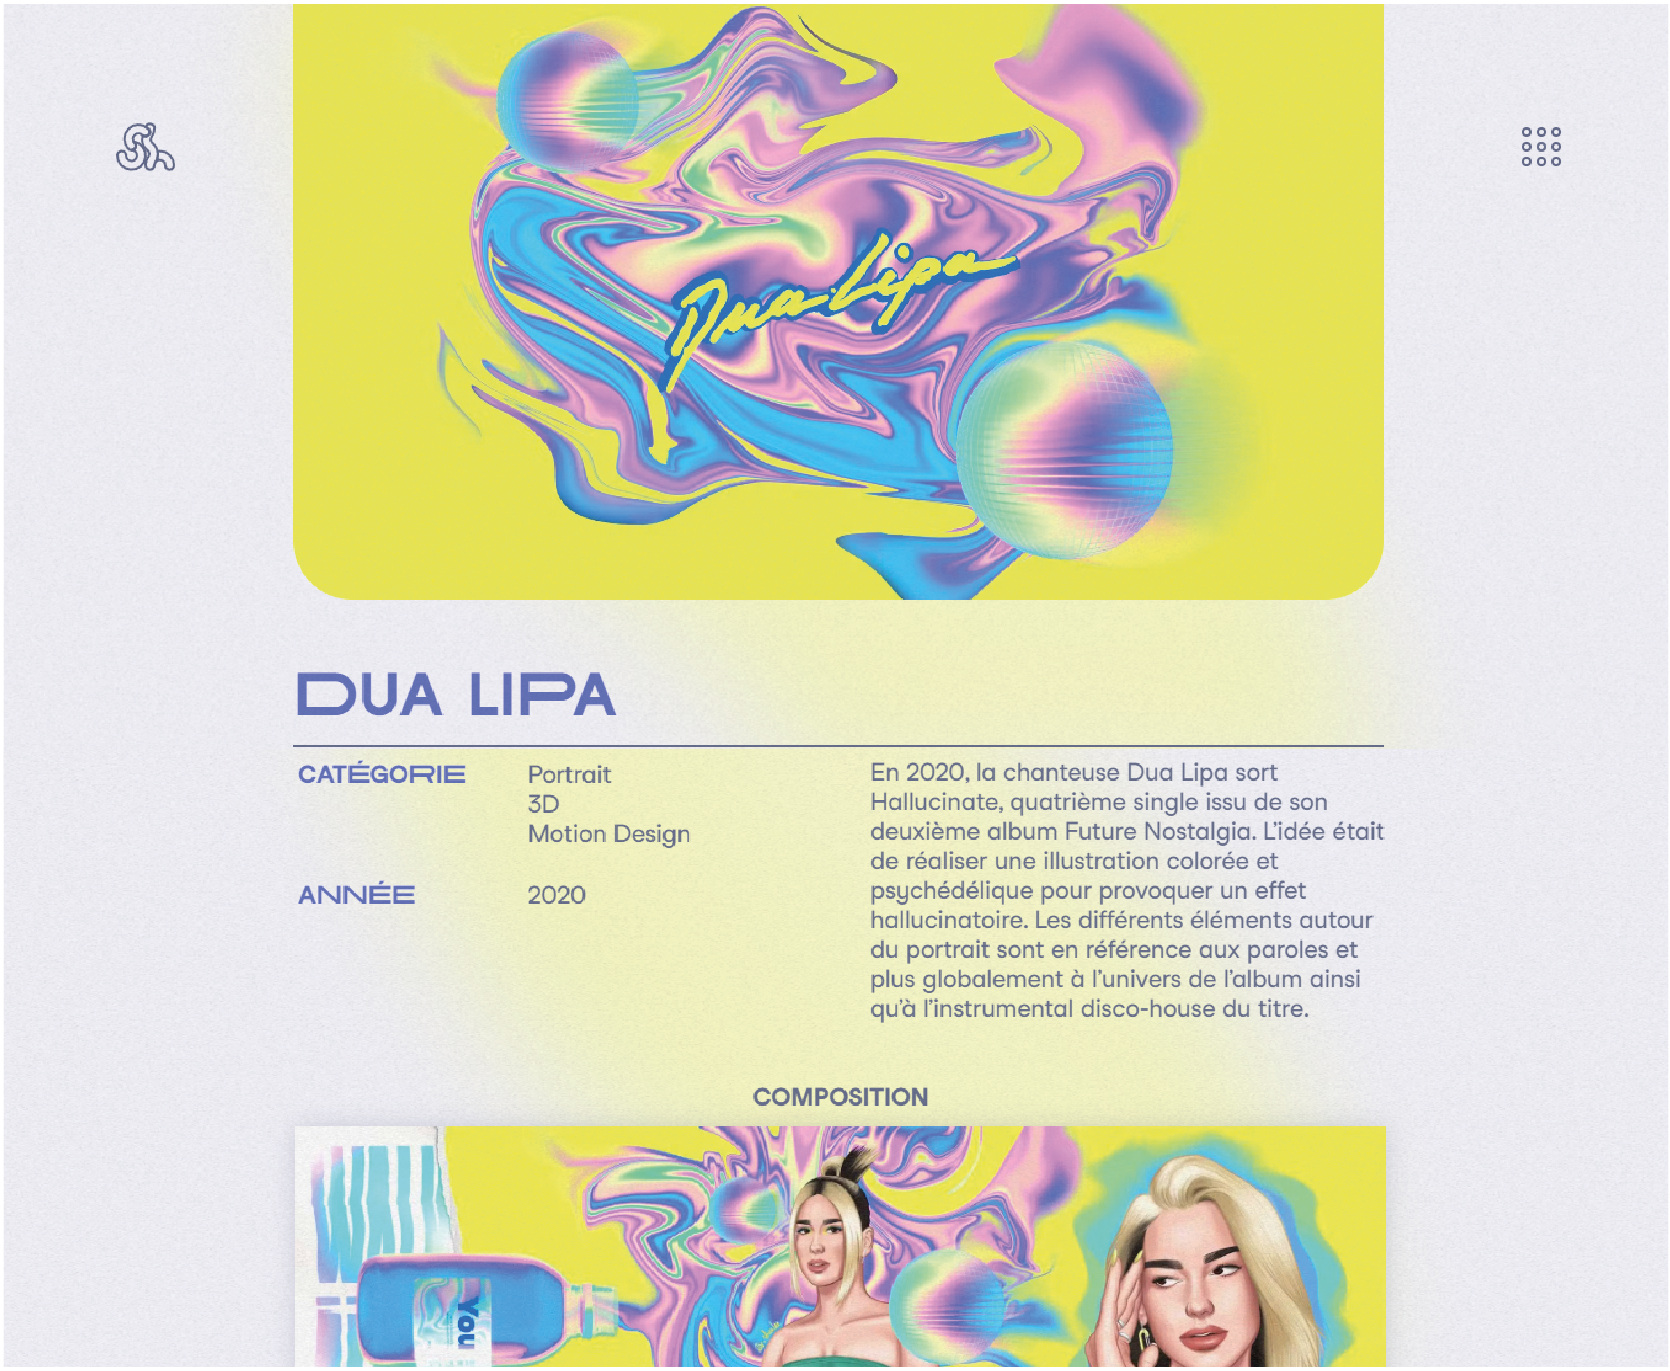 Sh
Dua Lipa
DUA LIPA
CATÉGORIE
Portrait
3D
Motion Design
ANNÉE
2020
En 2020, la chanteuse Dua Lipa sort
Hallucinate, quatrième single issu de son
deuxième album Future Nostalgia. L’idée était
de réaliser une illustration colorée et
psychédélique pour provoquer un effet
hallucinatoire. Les différents éléments autour
du portrait sont en référence aux paroles et
plus globalement à l’univers de l’album ainsi
qu’à l’instrumental disco-house du titre.
COMPOSITION
You